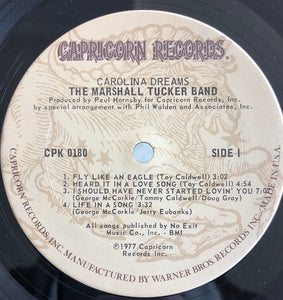 CAPRICORN RECORDS.
CAROLINA DREAMS
THE MARSHALL TUCKER BAND
Produced by Paul Hornsby for Capricorn Records, Inc.
by special arrangement with Phil Walden and Associates, Inc.
CPK 0180
SIDE 1
1. FLY LIKE AN EAGLE (Toy Caldwell) 3:02
2. HEARD IT IN A LOVE SONG (Toy Caldwell) 4:54
3. I SHOULD HAVE NEVER STARTED LOVIN' YOU 7:02
(George McCorkle/Tommy Caldwell/Doug Gray)
4. LIFE IN A SONG 3:32
(George McCorkle/Jerry Eubanks)
All songs published by No Exit
Music Co., Inc. - BMI
℗1977 Capricorn
Records Inc.
CAPRICORN RECORDS INC. MANUFACTURED BY WARNER BROS. RECORDS INC. MADE IN U.S.A.